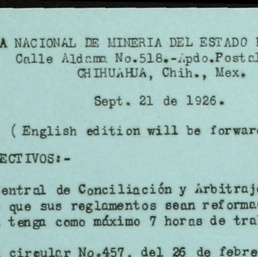 A NACIONAL DE MINERIA DEL ESTADO
Calle Aldama No.518.-Apdo.Postal
CHIHUAHUA, Chih., Mex.
Sept. 21 de 1926.
( English edition will be forwar
ECTIVOS:-
entral de Conciliación y Arbitraj
que sus reglamentos sean reforma
tenga como máximo 7 horas de tra
circular No.457, del 26 de febre